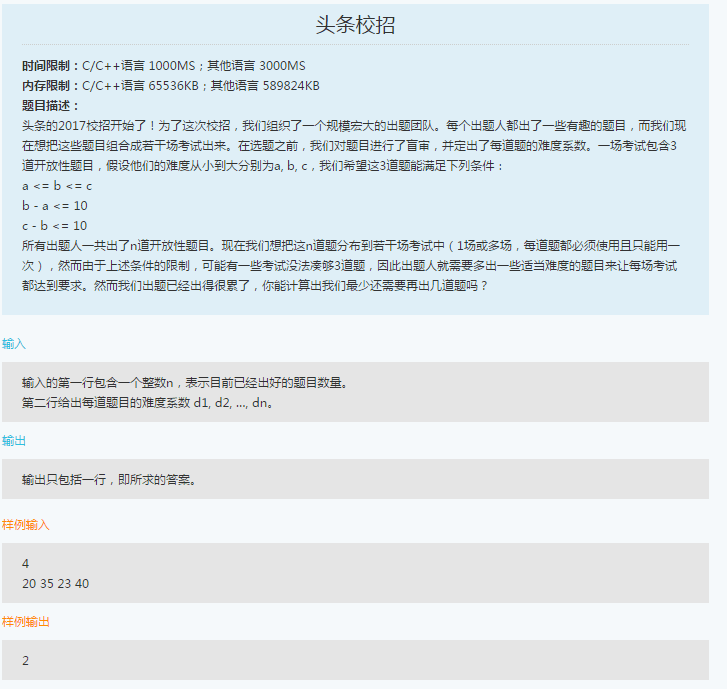 头条校招
时间限制：C/C++语言 1000MS；其他语言 3000MS
内存限制：C/C++语言 65536KB；其他语言 589824KB
题目描述：
头条的2017校招开始了！为了这次校招，我们组织了一个规模宏大的出题团队。每个出题人都出了一些有趣的题目，而我们现
在想把这些题目组合成若干场考试出来。在选题之前，我们对题目进行了盲审，并定出了每道题的难度系数。一场考试包含3
道开放性题目，假设他们的难度从小到大分别为a, b, c，我们希望这3道题能满足下列条件：
a <= b <= c
b - a <= 10
c - b <= 10
所有出题人一共出了n道开放性题目。现在我们想把这n道题分布到若干场考试中（1场或多场，每道题都必须使用且只能用一
次），然而由于上述条件的限制，可能有一些考试没法凑够3道题，因此出题人就需要多出一些适当难度的题目来让每场考试
都达到要求。然而我们出题已经出得很累了，你能计算出我们最少还需要再出几道题吗？
输入
输入的第一行包含一个整数n，表示目前已经出好的题目数量。
第二行给出每道题目的难度系数 d1, d2, ..., dn。
输出
输出只包括一行，即所求的答案。
样例输入
4
20 35 23 40
样例输出
2